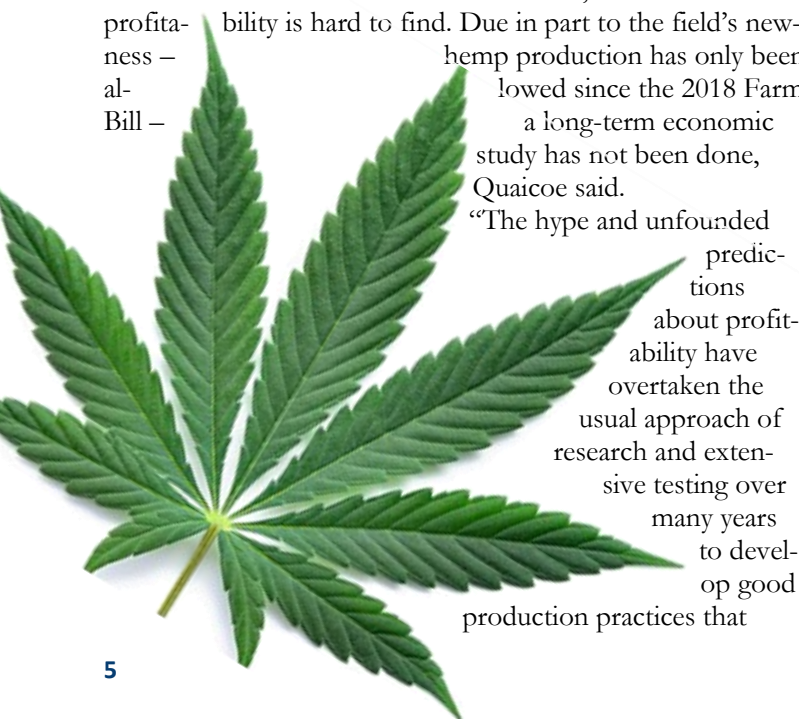 profita- bility is hard to find. Due in part to the field’s new-
ness – hemp production has only been
al- lowed since the 2018 Farm
Bill – a long-term economic
study has not been done,
Quaicoe said.
“The hype and unfounded
predic-
tions
about profit-
ability have
overtaken the
usual approach of
research and exten-
sive testing over
many years
to devel-
op good
production practices that
5